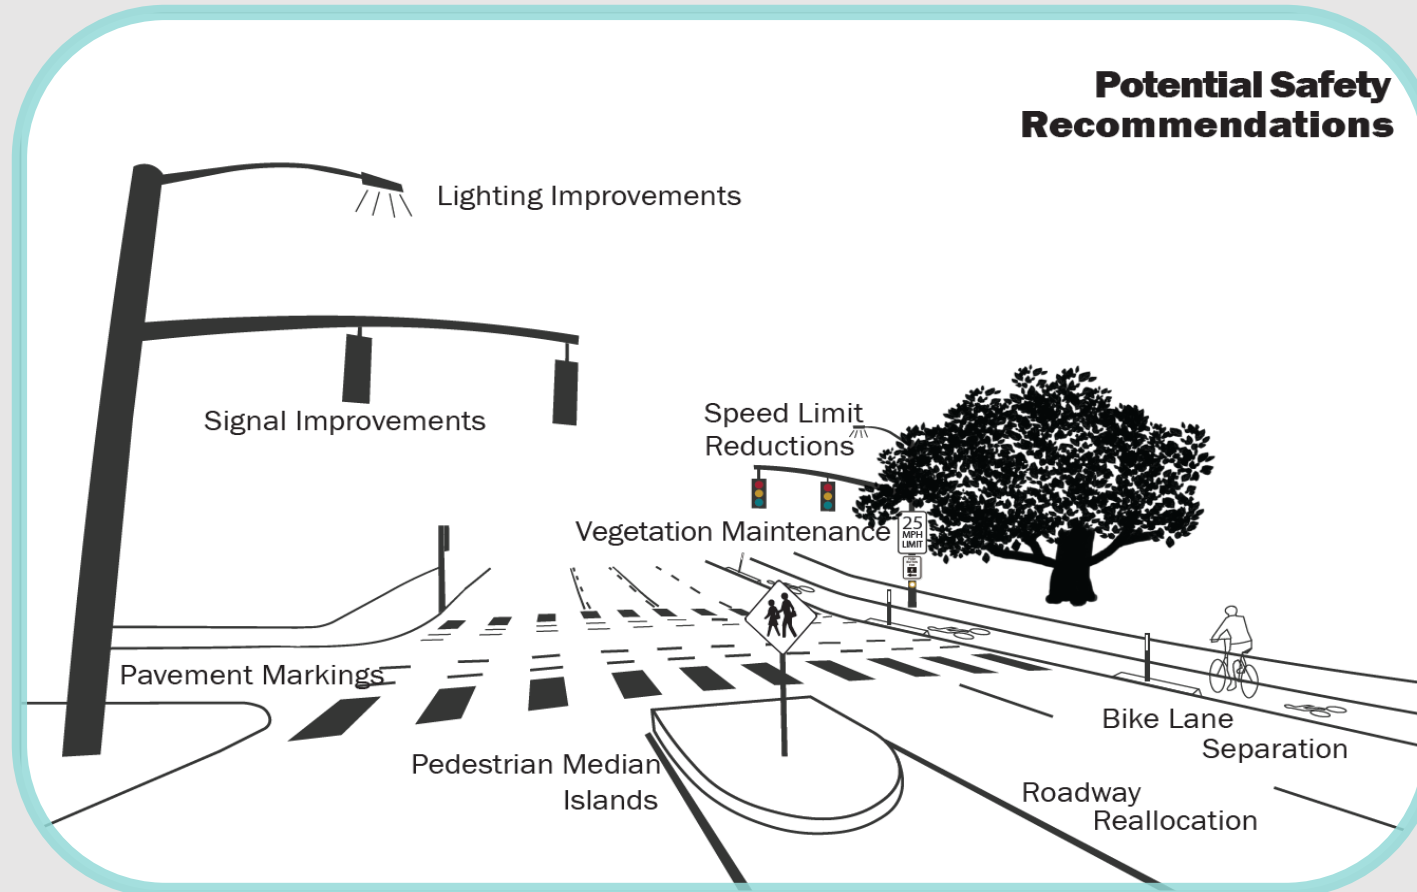 Potential Safety
Recommendations
Lighting Improvements
Signal Improvements
Speed Limit
Reductions
Vegetation Maintenance
25
MPH
LIMIT
Pavement Markings
Pedestrian Median
Islands
Bike Lane
Separation
Roadway
Reallocation